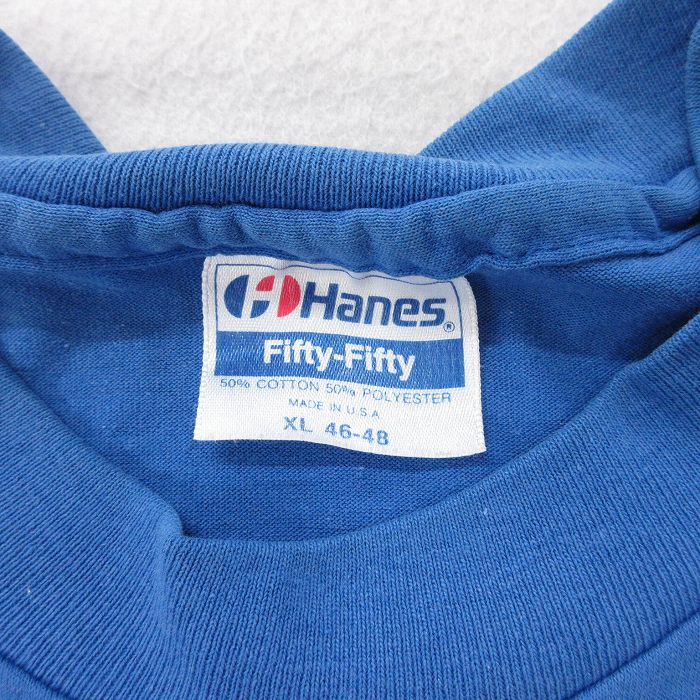 Hanes®
Fifty-Fifty
50% COTTON 50% POLYESTER
MADE IN U.S.A
XL 46-48